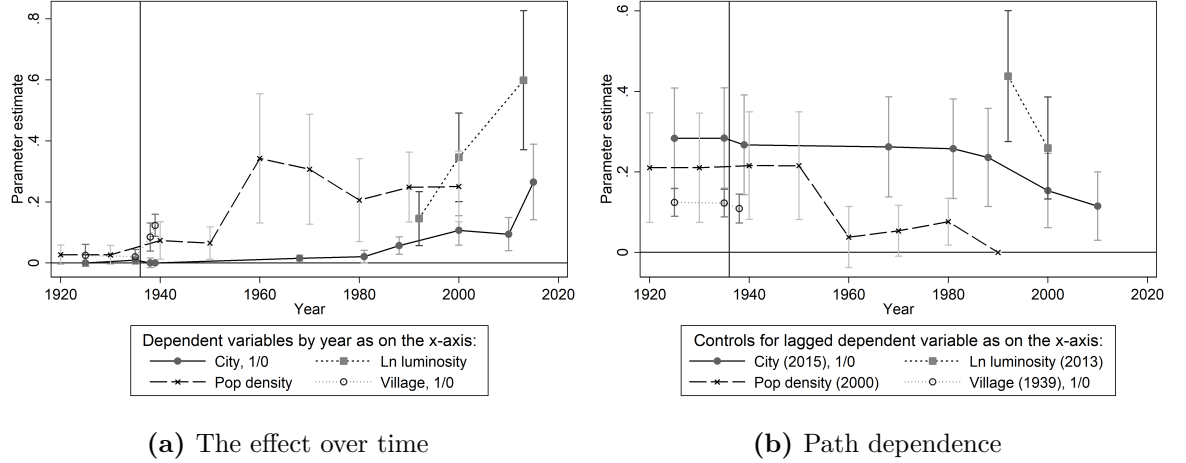 Parameter estimate
0 .2 .4 .6 .8
1920 1940 1960 1980 2000 2020
Year
Dependent variables by year as on the x-axis:
City, 1/0 Ln luminosity
Pop density Village, 1/0
(a) The effect over time
Parameter estimate
0 .2 .4 .6
1920 1940 1960 1980 2000 2020
Year
Controls for lagged dependent variable as on the x-axis:
City (2015), 1/0 Ln luminosity (2013)
Pop density (2000) Village (1939), 1/0
(b) Path dependence